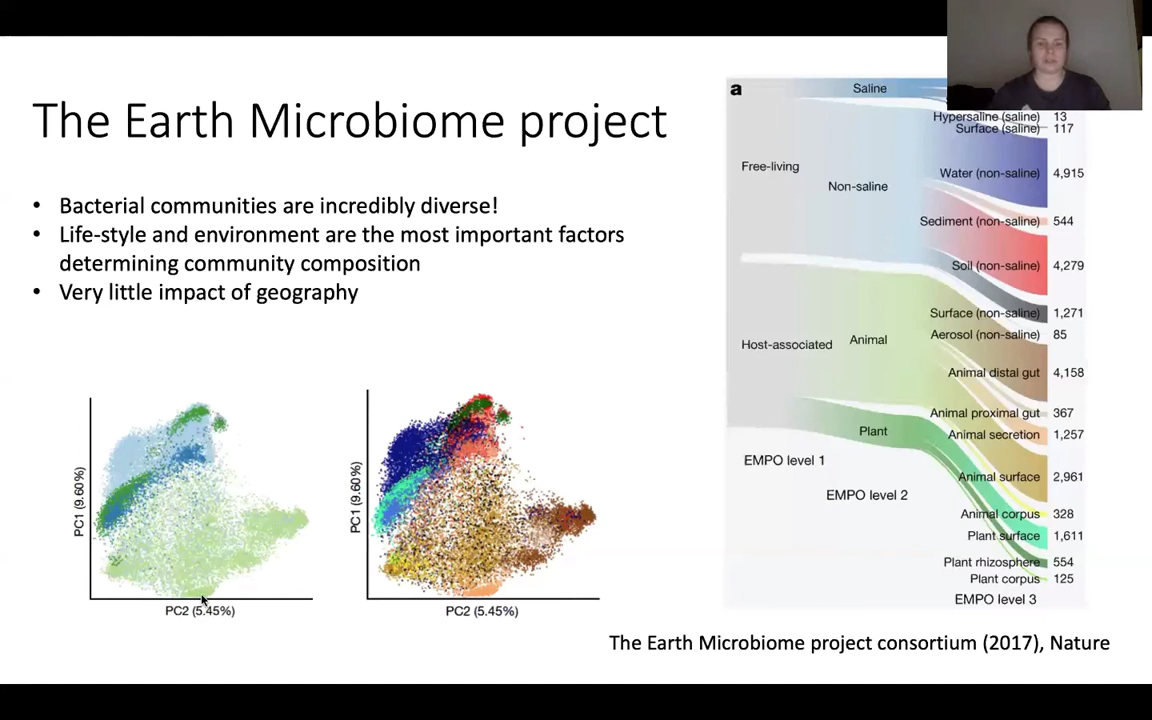 The Earth Microbiome project
• Bacterial communities are incredibly diverse!
• Life-style and environment are the most important factors
determining community composition
• Very little impact of geography
PC1 (9.60%)
PC2 (5.45%)
PC1 (9.60%)
PC2 (5.45%)
a
Saline
Hypersaline (saline) 13
Surface (saline) 117
Free-living
Non-saline
Water (non-saline) 4,915
Sediment (non-saline) 544
Soil (non-saline) 4,279
Surface (non-saline) 1,271
Aerosol (non-saline) 85
Host-associated
Animal
Animal distal gut 4,158
Animal proximal gut 367
Animal secretion 1,257
Plant
Animal surface 2,961
Animal corpus 328
Plant surface 1,611
Plant rhizosphere 554
Plant corpus 125
EMPO level 1
EMPO level 2
EMPO level 3
The Earth Microbiome project consortium (2017), Nature